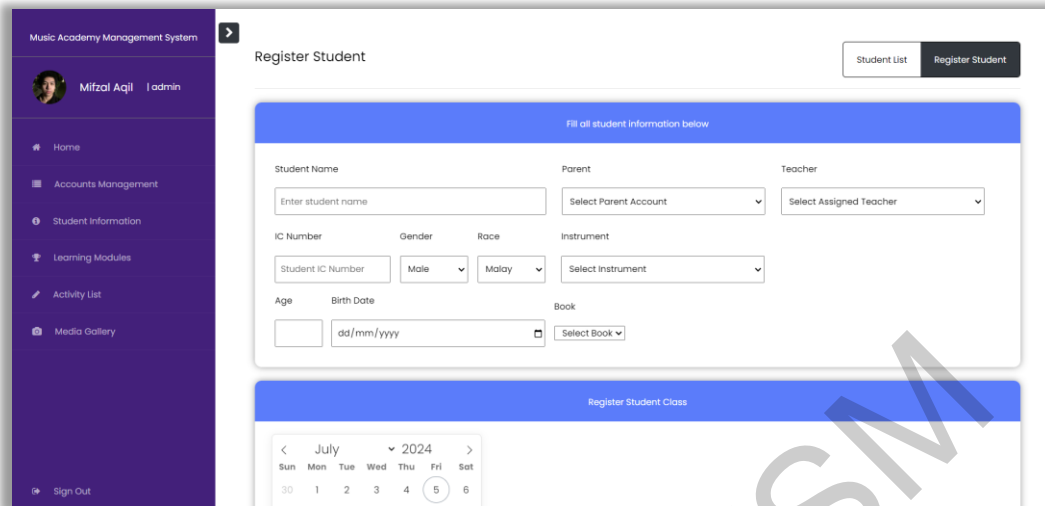 Music Academy Management System
Mifzal Aqil | admin
Home
Accounts Management
Student Information
Learning Modules
Activity List
Media Gallery
Sign Out
Register Student
Student List Register Student
Fill all student information below
Student Name Parent Teacher
Enter student name Select Parent Account Select Assigned Teacher
IC Number Gender Race Instrument
Student IC Number Male Malay Select Instrument
Age Birth Date Book
dd/mm/yyyy Select Book
Register Student Class
July 2024
Sun Mon Tue Wed Thu Fri Sat
30 1 2 3 4 5 6
SM